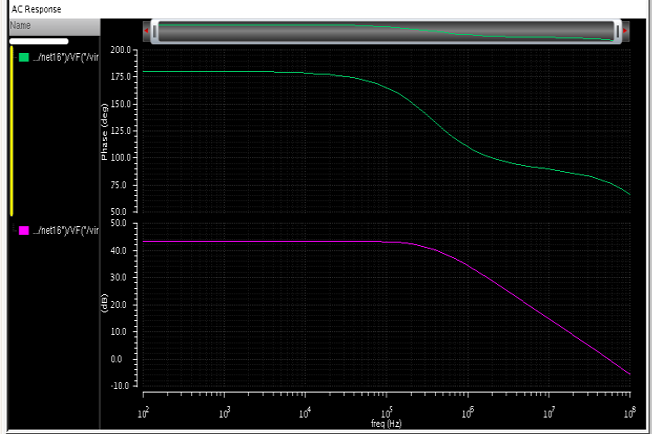 AC Response
Name
.../net16")/VF("/vir
200.0
175.0
150.0
125.0
100.0
75.0
50.0
Phase (deg)
.../net16")/VF("/vir
50.0
40.0
30.0
20.0
10.0
0.0
-10.0
(dB)
10² 10³ 10⁴ 10⁵ 10⁶ 10⁷ 10⁸
freq (Hz)